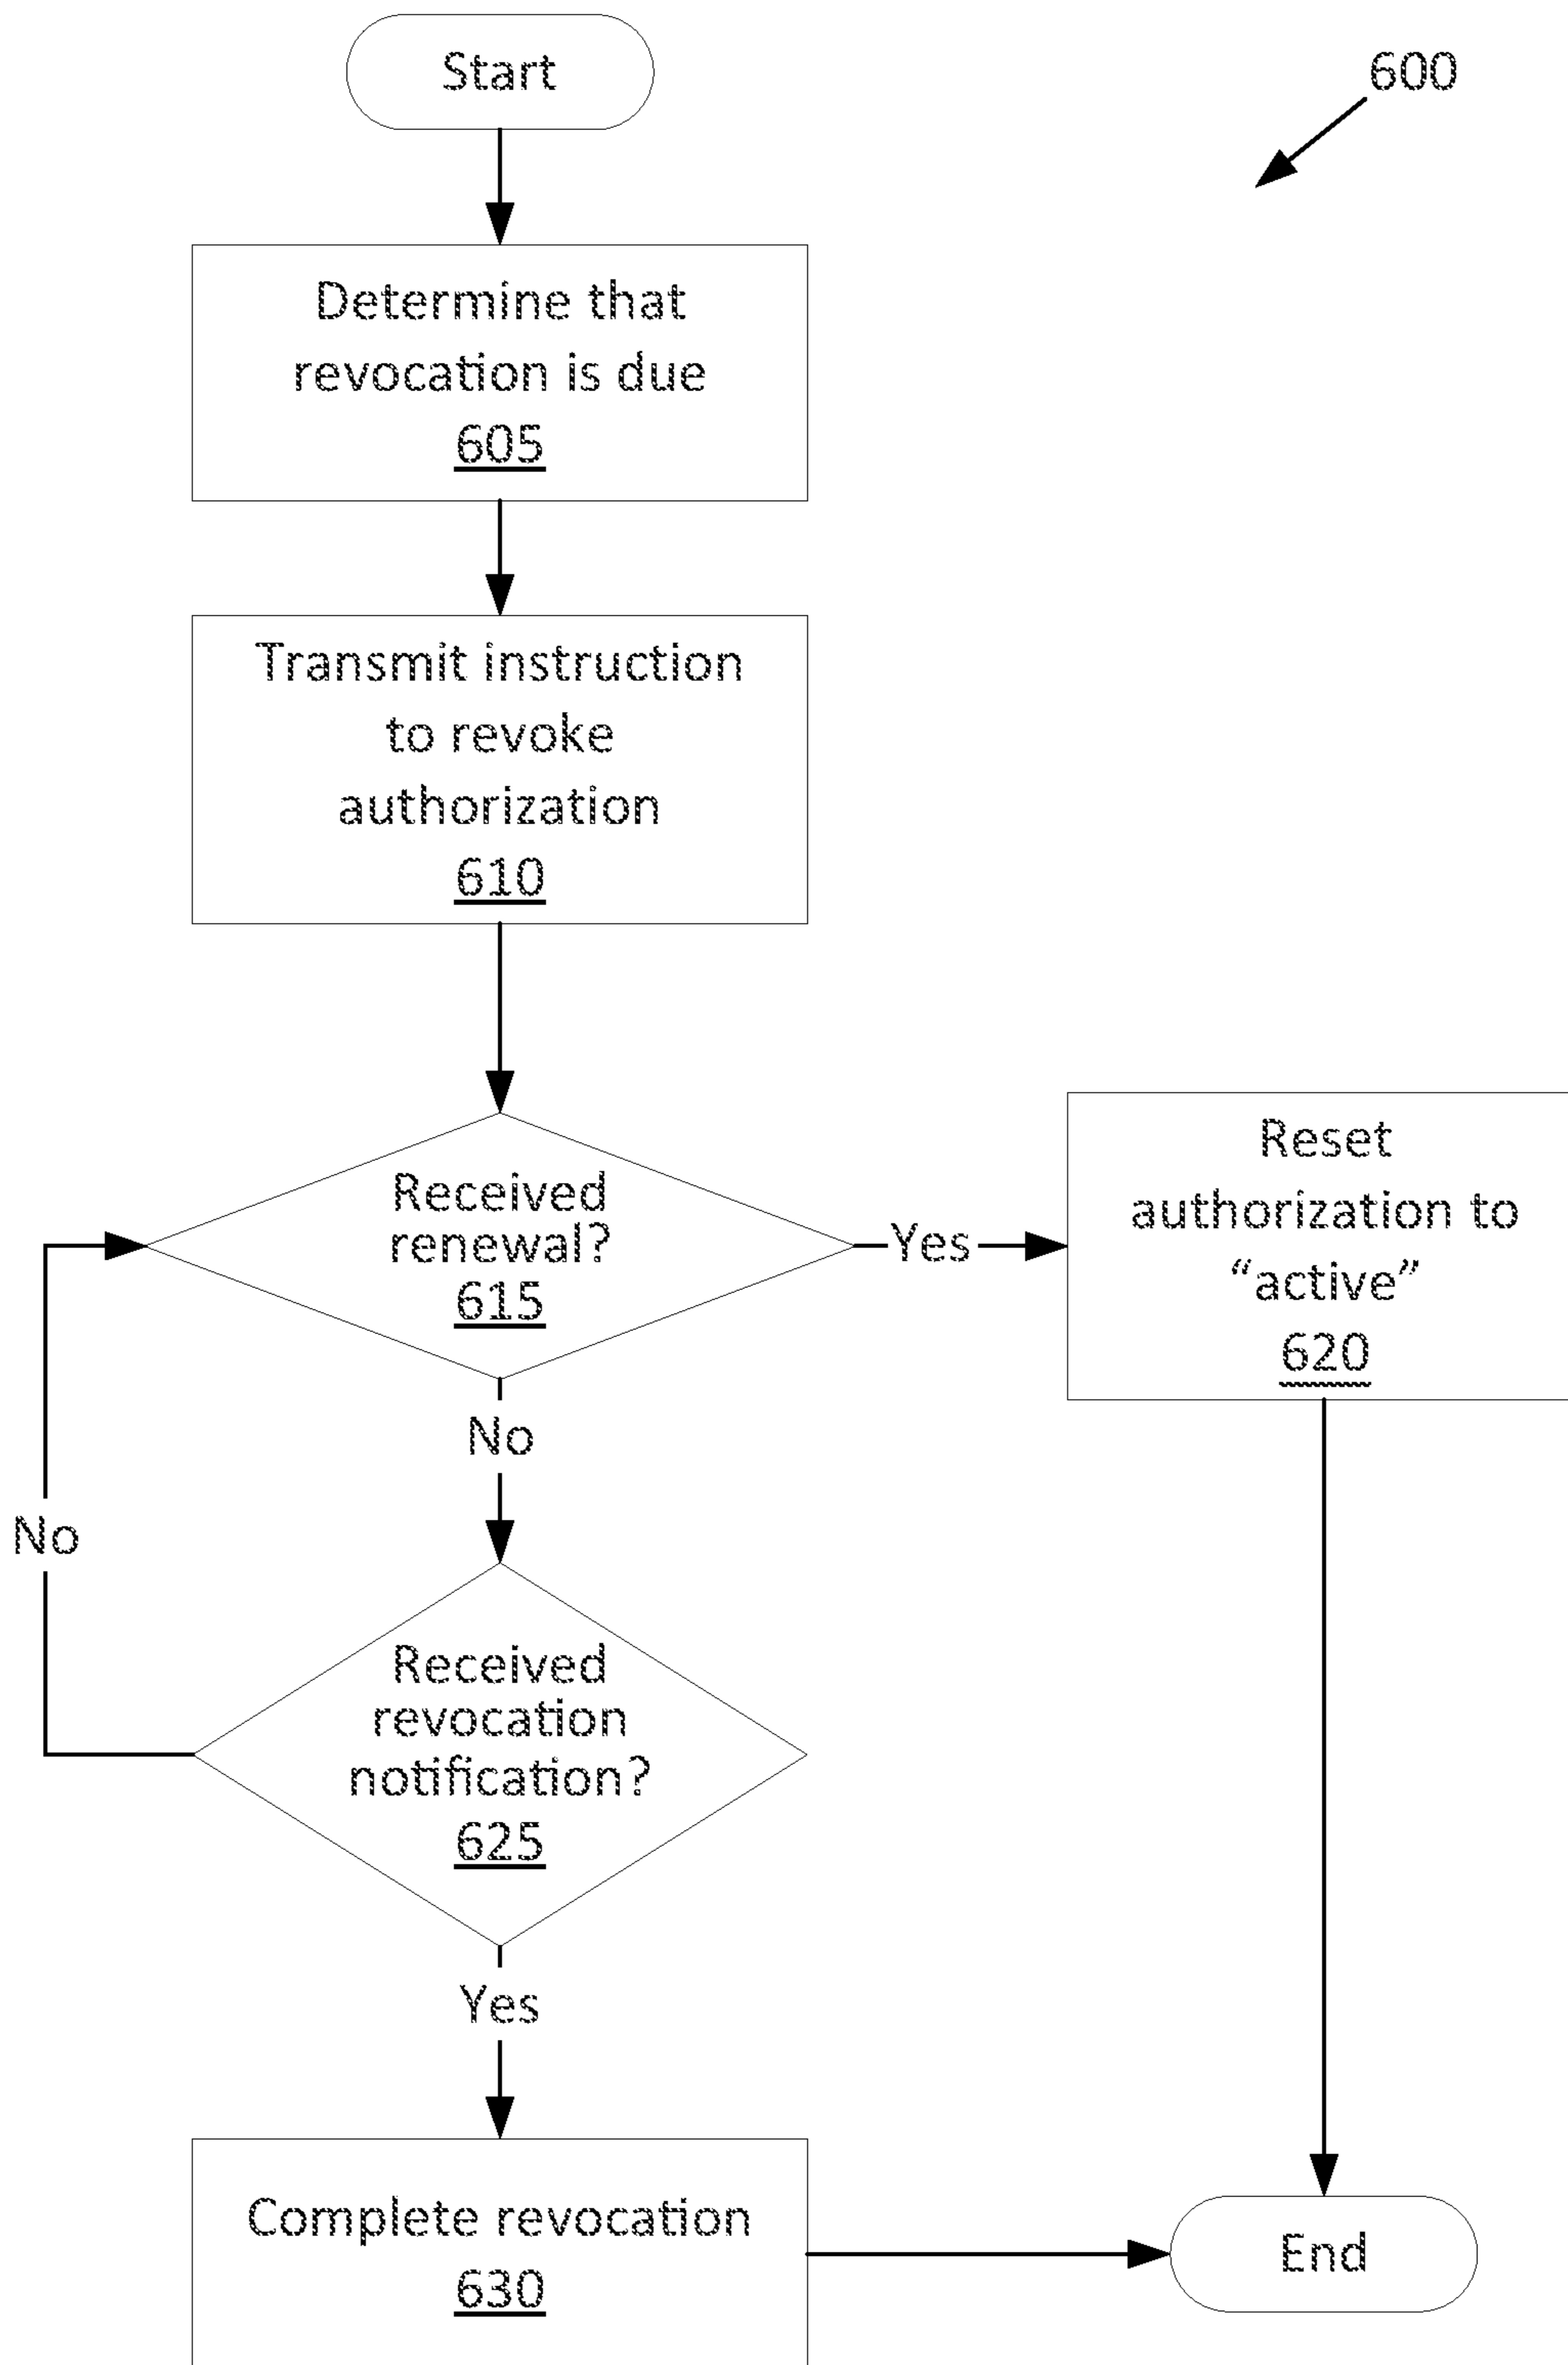 Start
600
Determine that
revocation is due
605
Transmit instruction
to revoke
authorization
610
Received
renewal?
615
Yes
Reset
authorization to
“active”
620
No
No
Received
revocation
notification?
625
Yes
Complete revocation
630
End